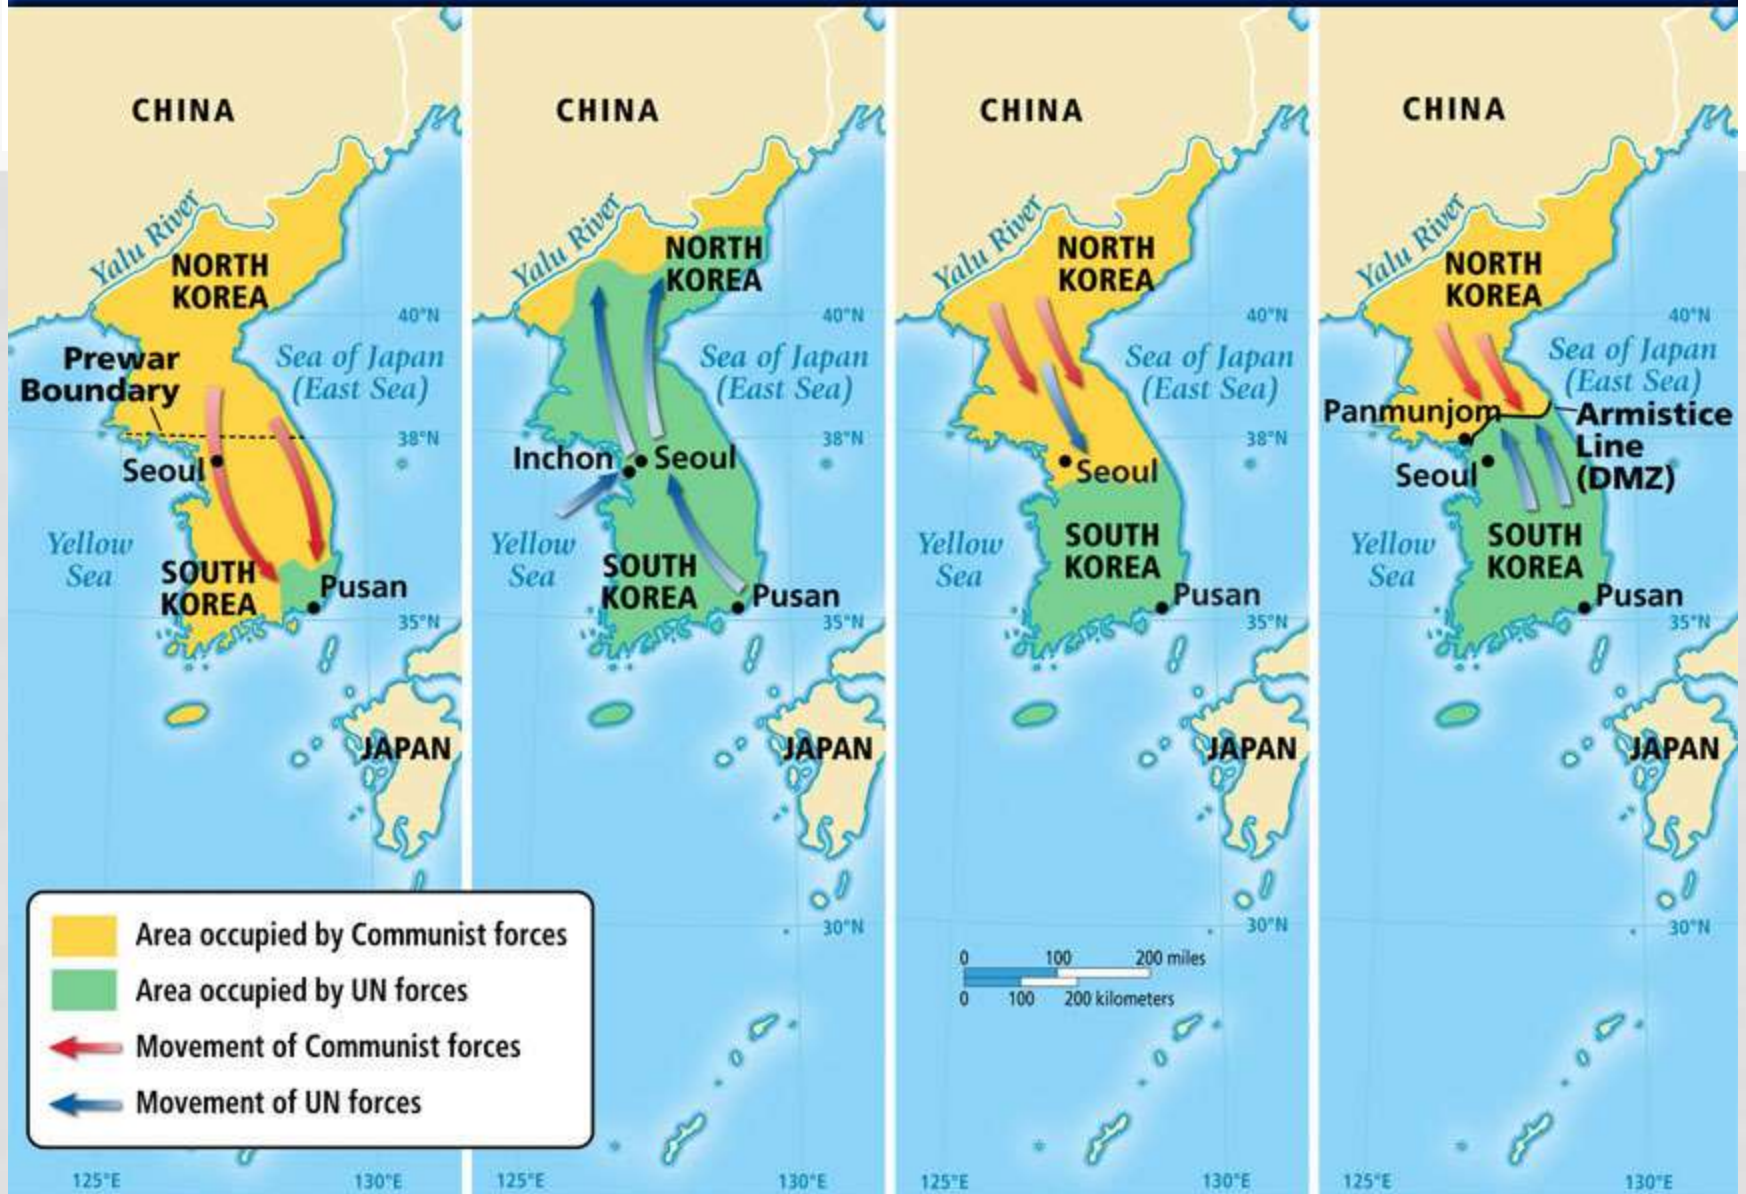 CHINA
Yalu River
NORTH
KOREA
40°N
Prewar
Boundary
Sea of Japan
(East Sea)
38°N
Seoul
Yellow
Sea
SOUTH
KOREA
Pusan
35°N
JAPAN
Area occupied by Communist forces
Area occupied by UN forces
Movement of Communist forces
Movement of UN forces
125°E
130°E
CHINA
Yalu River
NORTH
KOREA
40°N
Sea of Japan
(East Sea)
38°N
Inchon
Seoul
Yellow
Sea
SOUTH
KOREA
Pusan
35°N
JAPAN
30°N
125°E
130°E
CHINA
Yalu River
NORTH
KOREA
40°N
Sea of Japan
(East Sea)
38°N
Seoul
Yellow
Sea
SOUTH
KOREA
Pusan
35°N
JAPAN
30°N
0 100 200 miles
0 100 200 kilometers
125°E
130°E
CHINA
Yalu River
NORTH
KOREA
40°N
Sea of Japan
(East Sea)
Panmunjom
Armistice
Line
(DMZ)
38°N
Seoul
Yellow
Sea
SOUTH
KOREA
Pusan
35°N
JAPAN
30°N
125°E
130°E